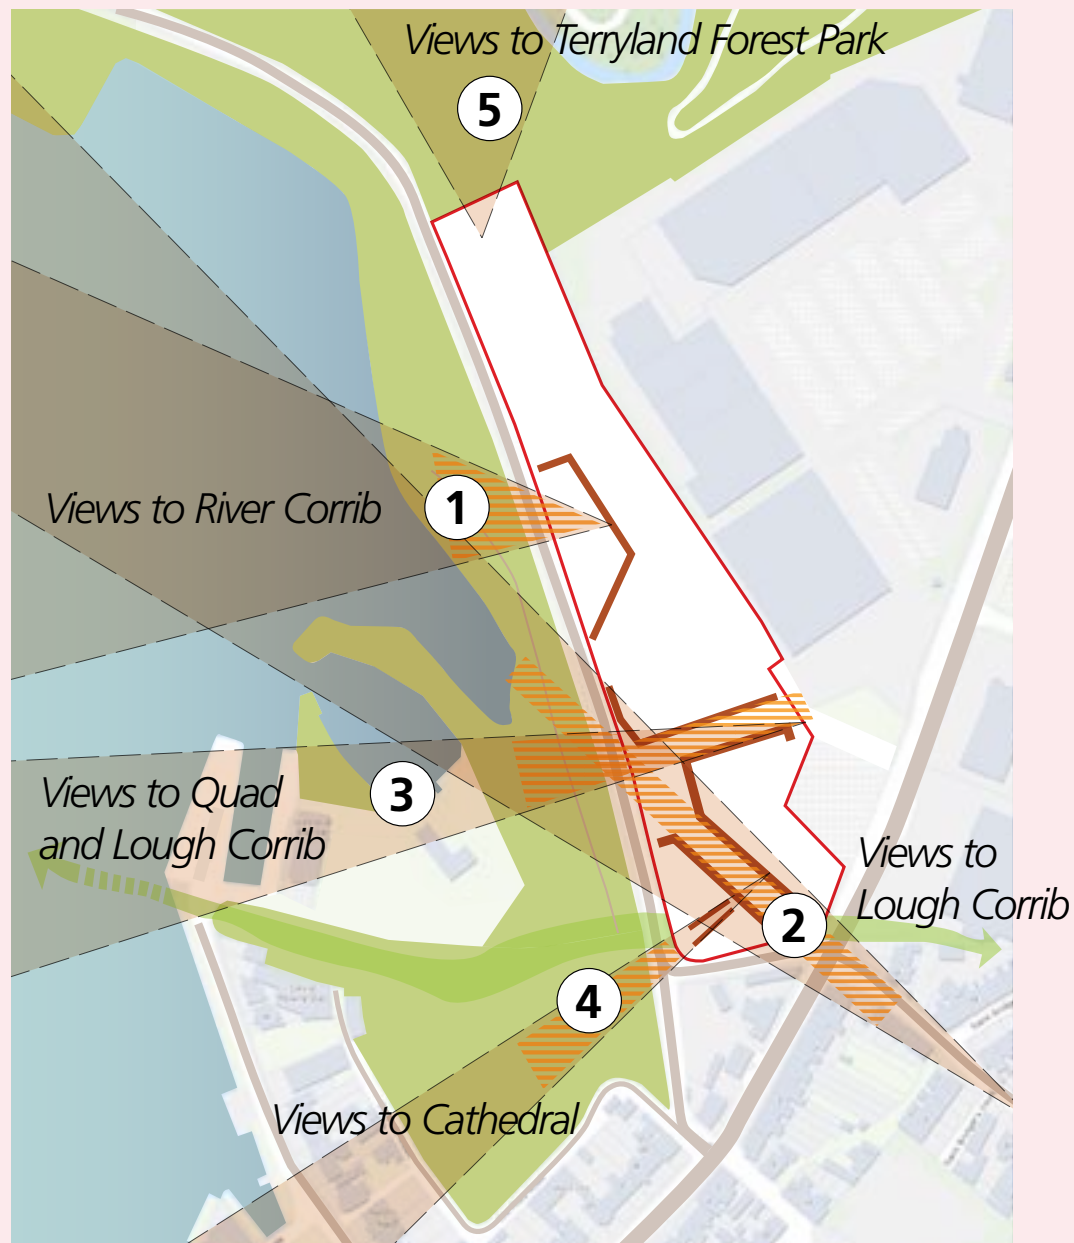 Views to Terryland Forest Park
5
Views to River Corrib
1
Views to Quad
and Lough Corrib
3
Views to
Lough Corrib
2
4
Views to Cathedral